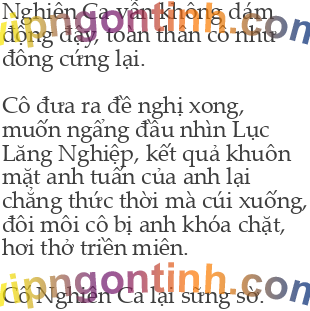 Nghiên Ca vẫn không dám
động đậy, toàn thân cô như
đông cứng lại.
Cô đưa ra đề nghị xong,
muốn ngẩng đầu nhìn Lục
Lăng Nghiệp, kết quả khuôn
mặt anh tuấn của anh lại
chẳng thức thời mà cúi xuống,
đôi môi cô bị anh khóa chặt,
hơi thở triền miên.
Cố Nghiên Ca lại sững sờ.
vipngontinh.com
vipngontinh.com